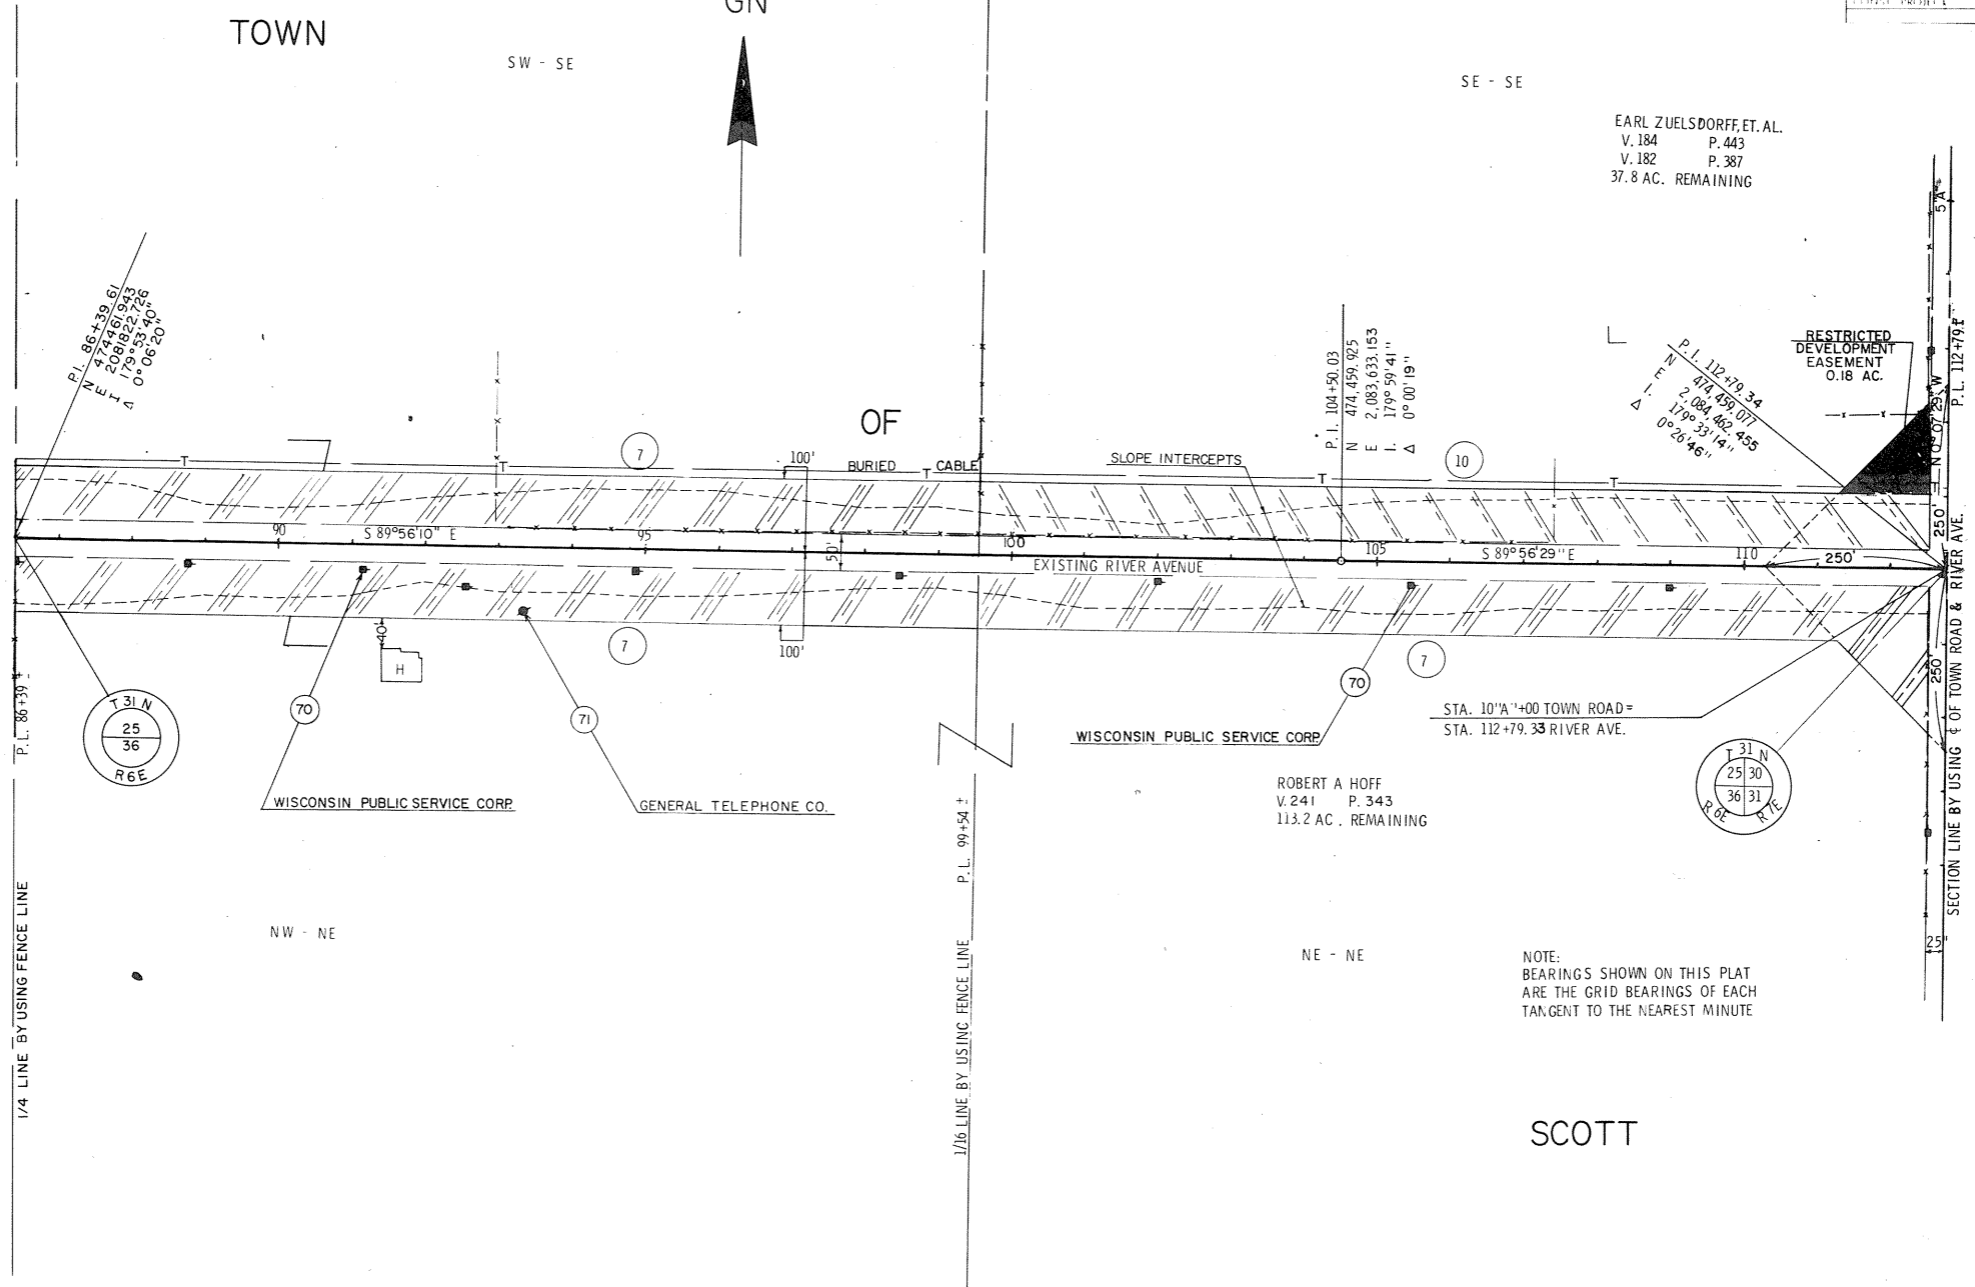 GN
TOWN
SW - SE
SE - SE
EARL ZUELSDORFF, ET. AL.
V. 184 P. 443
V. 182 P. 387
37.8 AC. REMAINING
5"A"
P.I. 86+39.61
N 474461.943
E 2081822.726
I 179°53'40"
Δ 0°06'20"
P.I. 104+50.03
N 474,459.925
E 2,083,633.153
I. 179° 59'41"
Δ 0°00'19"
P.I. 112+79.34
N 474,459.077
E 2,084,462.455
I. 179° 33'14"
Δ 0°26'46"
RESTRICTED
DEVELOPMENT
EASEMENT
0.18 AC.
N 0° 07'29" W
P.L. 112+79±
OF
7
100'
BURIED T CABLE
SLOPE INTERCEPTS
10
T
T
T
T
T
90
S 89°56'10" E
95
50'
100
105
S 89°56'29" E
110
250'
250'
EXISTING RIVER AVENUE
40'
H
7
100'
7
250'
P.L. 86+39 ±
T 31 N
25
36
R6E
70
71
70
WISCONSIN PUBLIC SERVICE CORP.
GENERAL TELEPHONE CO.
WISCONSIN PUBLIC SERVICE CORP.
STA. 10"A"+00 TOWN ROAD =
STA. 112+79.33 RIVER AVE.
T 31 N
25 30
36 31
R 6E R 7E
ROBERT A HOFF
V. 241 P. 343
113.2 AC. REMAINING
P.L. 99+54 ±
1/4 LINE BY USING FENCE LINE
1/16 LINE BY USING FENCE LINE
SECTION LINE BY USING ℄ OF TOWN ROAD & RIVER AVE.
25'
NW - NE
NE - NE
NOTE:
BEARINGS SHOWN ON THIS PLAT
ARE THE GRID BEARINGS OF EACH
TANGENT TO THE NEAREST MINUTE
SCOTT